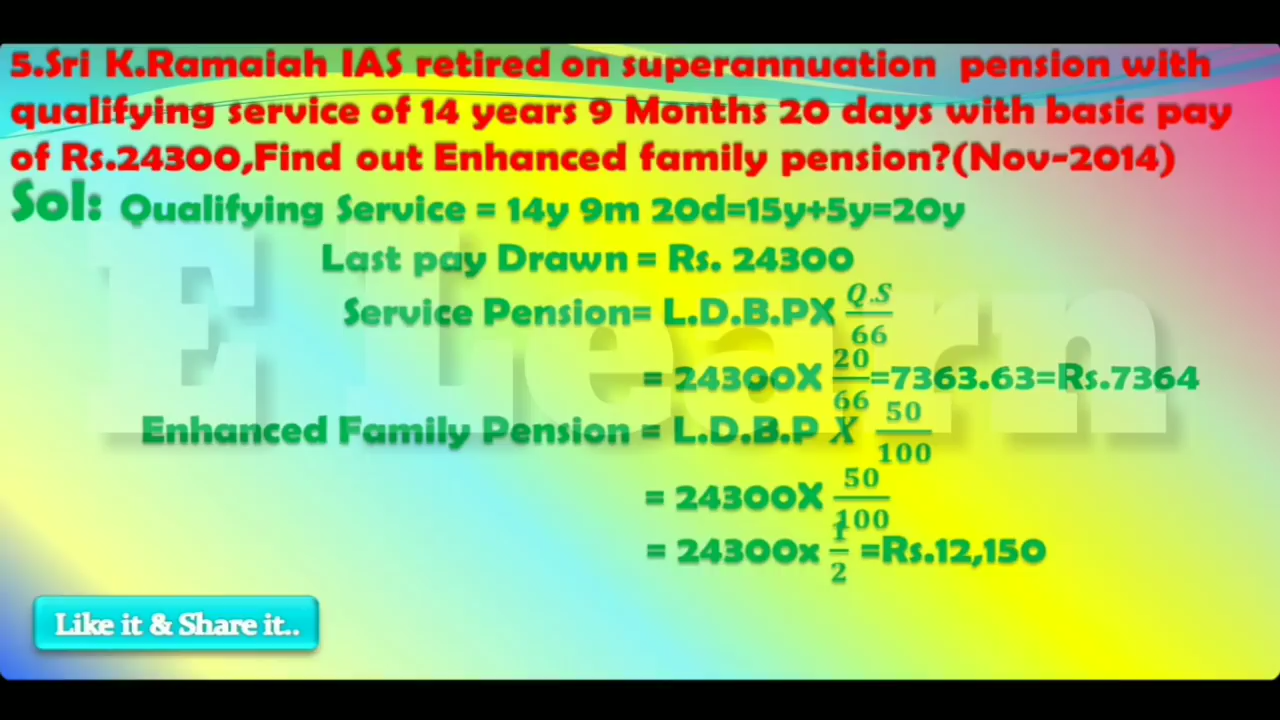 5.Sri K.Ramaiah IAS retired on superannuation pension with
qualifying service of 14 years 9 Months 20 days with basic pay
of Rs.24300,Find out Enhanced family pension?(Nov-2014)
Sol: Qualifying Service = 14y 9m 20d=15y+5y=20y
Last pay Drawn = Rs. 24300
Service Pension= L.D.B.PX Q.S/66
= 24300X 20/66=7363.63=Rs.7364
Enhanced Family Pension = L.D.B.P X 50/100
= 24300X 50/100
= 24300x 1/2 =Rs.12,150
E Learn
Like it & Share it..